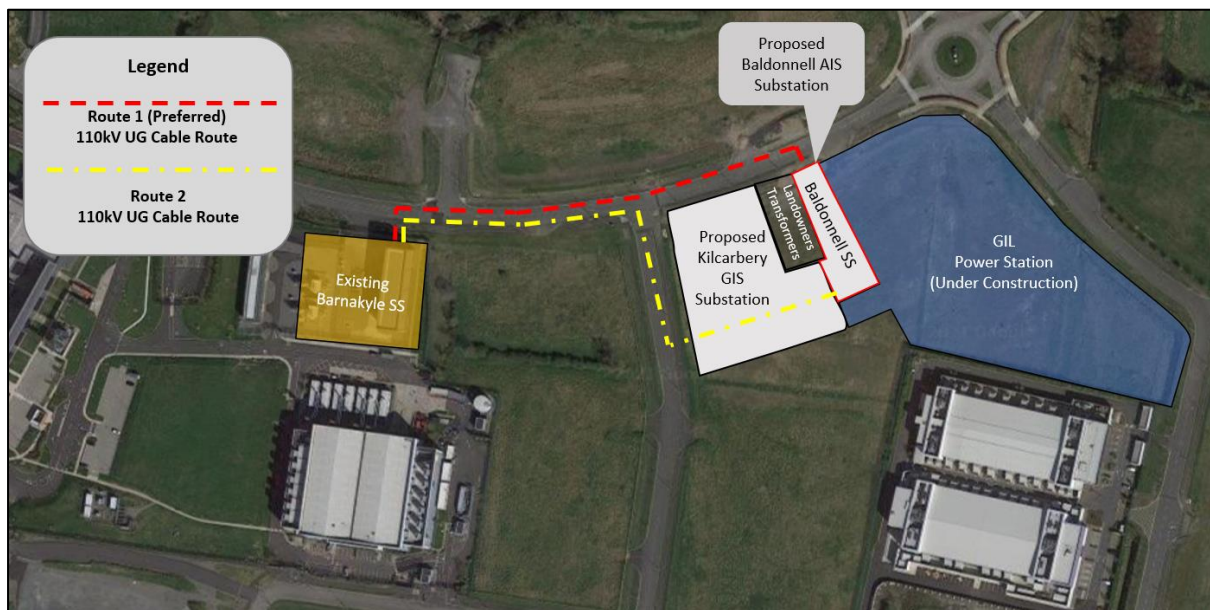 Legend
Route 1 (Preferred)
110kV UG Cable Route
Route 2
110kV UG Cable Route
Proposed
Baldonnell AIS
Substation
Existing
Barnakyle SS
Proposed
Kilcarbery
GIS
Substation
Landowners
Transformers
Baldonnell SS
GIL
Power Station
(Under Construction)